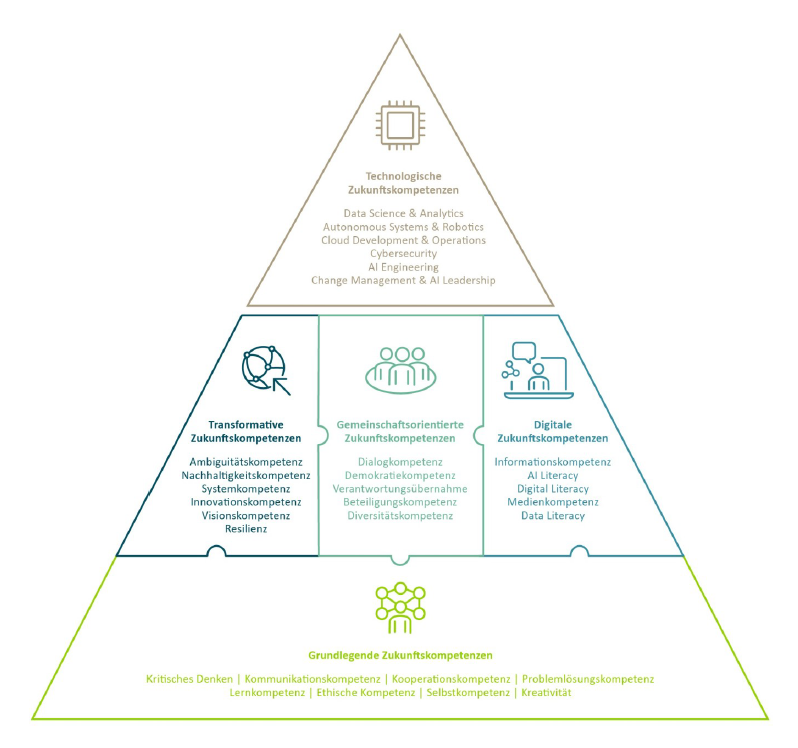 Technologische
Zukunftskompetenzen
Data Science & Analytics
Autonomous Systems & Robotics
Cloud Development & Operations
Cybersecurity
AI Engineering
Change Management & AI Leadership
Transformative
Zukunftskompetenzen
Ambiguitätskompetenz
Nachhaltigkeitskompetenz
Systemkompetenz
Innovationskompetenz
Visionskompetenz
Resilienz
Gemeinschaftsorientierte
Zukunftskompetenzen
Dialogkompetenz
Demokratiekompetenz
Verantwortungsübernahme
Beteiligungskompetenz
Diversitätskompetenz
Digitale
Zukunftskompetenzen
Informationskompetenz
AI Literacy
Digital Literacy
Medienkompetenz
Data Literacy
Grundlegende Zukunftskompetenzen
Kritisches Denken | Kommunikationskompetenz | Kooperationskompetenz | Problemlösungskompetenz
Lernkompetenz | Ethische Kompetenz | Selbstkompetenz | Kreativität